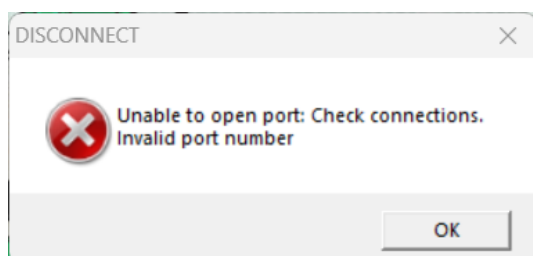 DISCONNECT
Unable to open port: Check connections.
Invalid port number
OK